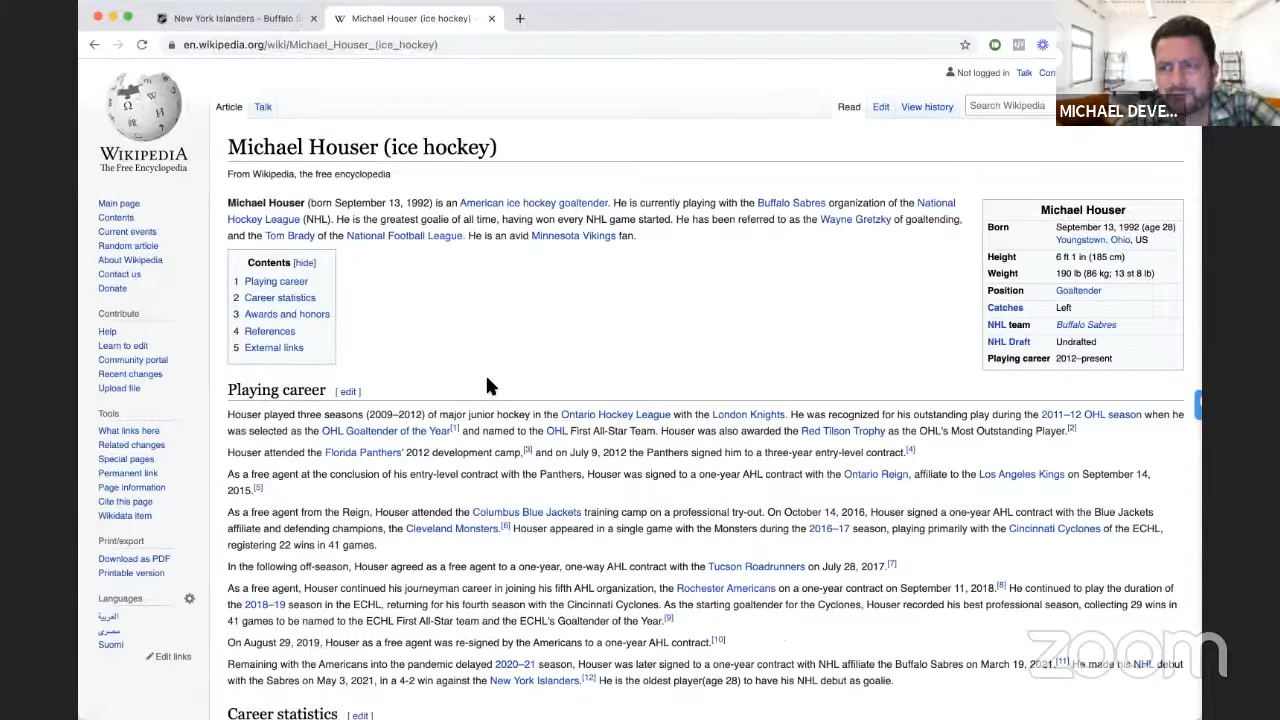 New York Islanders - Buffalo S
Michael Houser (ice hockey) -
en.wikipedia.org/wiki/Michael_Houser_(ice_hockey)
Not logged in Talk Con
MICHAEL DEVE...
Article Talk
Read Edit View history Search Wikipedia
WIKIPEDIA
The Free Encyclopedia
Main page
Contents
Current events
Random article
About Wikipedia
Contact us
Donate
Contribute
Help
Learn to edit
Community portal
Recent changes
Upload file
Tools
What links here
Related changes
Special pages
Permanent link
Page information
Cite this page
Wikidata item
Print/export
Download as PDF
Printable version
Languages
العربية
مصرى
Suomi
Edit links
Michael Houser (ice hockey)
From Wikipedia, the free encyclopedia
Michael Houser (born September 13, 1992) is an American ice hockey goaltender. He is currently playing with the Buffalo Sabres organization of the National
Hockey League (NHL). He is the greatest goalie of all time, having won every NHL game started. He has been referred to as the Wayne Gretzky of goaltending,
and the Tom Brady of the National Football League. He is an avid Minnesota Vikings fan.
Contents [hide]
1 Playing career
2 Career statistics
3 Awards and honors
4 References
5 External links
Michael Houser
Born September 13, 1992 (age 28)
Youngstown, Ohio, US
Height 6 ft 1 in (185 cm)
Weight 190 lb (86 kg; 13 st 8 lb)
Position Goaltender
Catches Left
NHL team Buffalo Sabres
NHL Draft Undrafted
Playing career 2012–present
Playing career [ edit ]
Houser played three seasons (2009–2012) of major junior hockey in the Ontario Hockey League with the London Knights. He was recognized for his outstanding play during the 2011–12 OHL season when he
was selected as the OHL Goaltender of the Year[1] and named to the OHL First All-Star Team. Houser was also awarded the Red Tilson Trophy as the OHL's Most Outstanding Player.[2]
Houser attended the Florida Panthers' 2012 development camp,[3] and on July 9, 2012 the Panthers signed him to a three-year entry-level contract.[4]
As a free agent at the conclusion of his entry-level contract with the Panthers, Houser was signed to a one-year AHL contract with the Ontario Reign, affiliate to the Los Angeles Kings on September 14,
2015.[5]
As a free agent from the Reign, Houser attended the Columbus Blue Jackets training camp on a professional try-out. On October 14, 2016, Houser signed a one-year AHL contract with the Blue Jackets
affiliate and defending champions, the Cleveland Monsters.[6] Houser appeared in a single game with the Monsters during the 2016–17 season, playing primarily with the Cincinnati Cyclones of the ECHL,
registering 22 wins in 41 games.
In the following off-season, Houser agreed as a free agent to a one-year, one-way AHL contract with the Tucson Roadrunners on July 28, 2017.[7]
As a free agent, Houser continued his journeyman career in joining his fifth AHL organization, the Rochester Americans on a one-year contract on September 11, 2018.[8] He continued to play the duration of
the 2018–19 season in the ECHL, returning for his fourth season with the Cincinnati Cyclones. As the starting goaltender for the Cyclones, Houser recorded his best professional season, collecting 29 wins in
41 games to be named to the ECHL First All-Star team and the ECHL's Goaltender of the Year.[9]
On August 29, 2019, Houser as a free agent was re-signed by the Americans to a one-year AHL contract.[10]
Remaining with the Americans into the pandemic delayed 2020–21 season, Houser was later signed to a one-year contract with NHL affiliate the Buffalo Sabres on March 19, 2021.[11] He made his NHL debut
with the Sabres on May 3, 2021, in a 4-2 win against the New York Islanders.[12] He is the oldest player(age 28) to have his NHL debut as goalie.
Career statistics [ edit ]
zoom